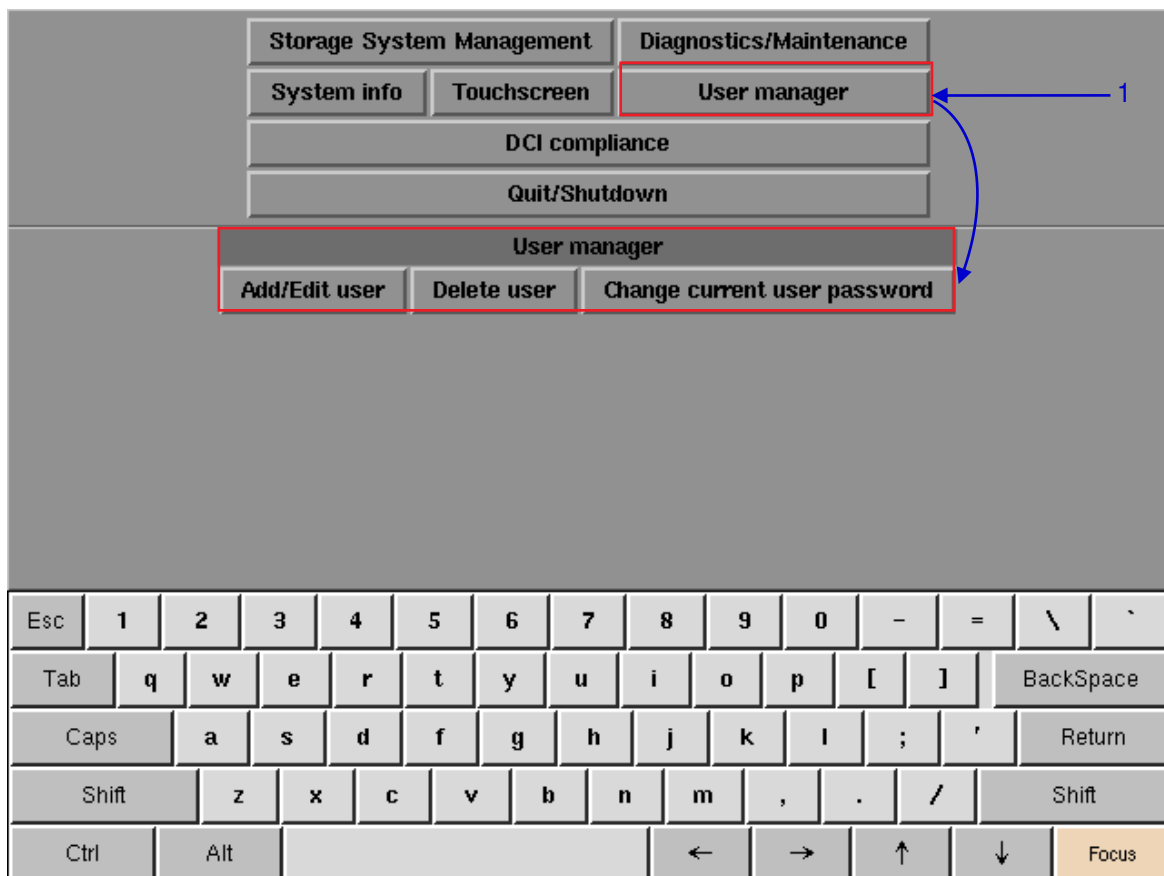 Storage System Management Diagnostics/Maintenance
System info Touchscreen User manager 1
DCI compliance
Quit/Shutdown
User manager
Add/Edit user Delete user Change current user password
Esc 1 2 3 4 5 6 7 8 9 0 - = \ `
Tab q w e r t y u i o p [ ] BackSpace
Caps a s d f g h j k l ; ' Return
Shift z x c v b n m , . / Shift
Ctrl Alt ← → ↑ ↓ Focus